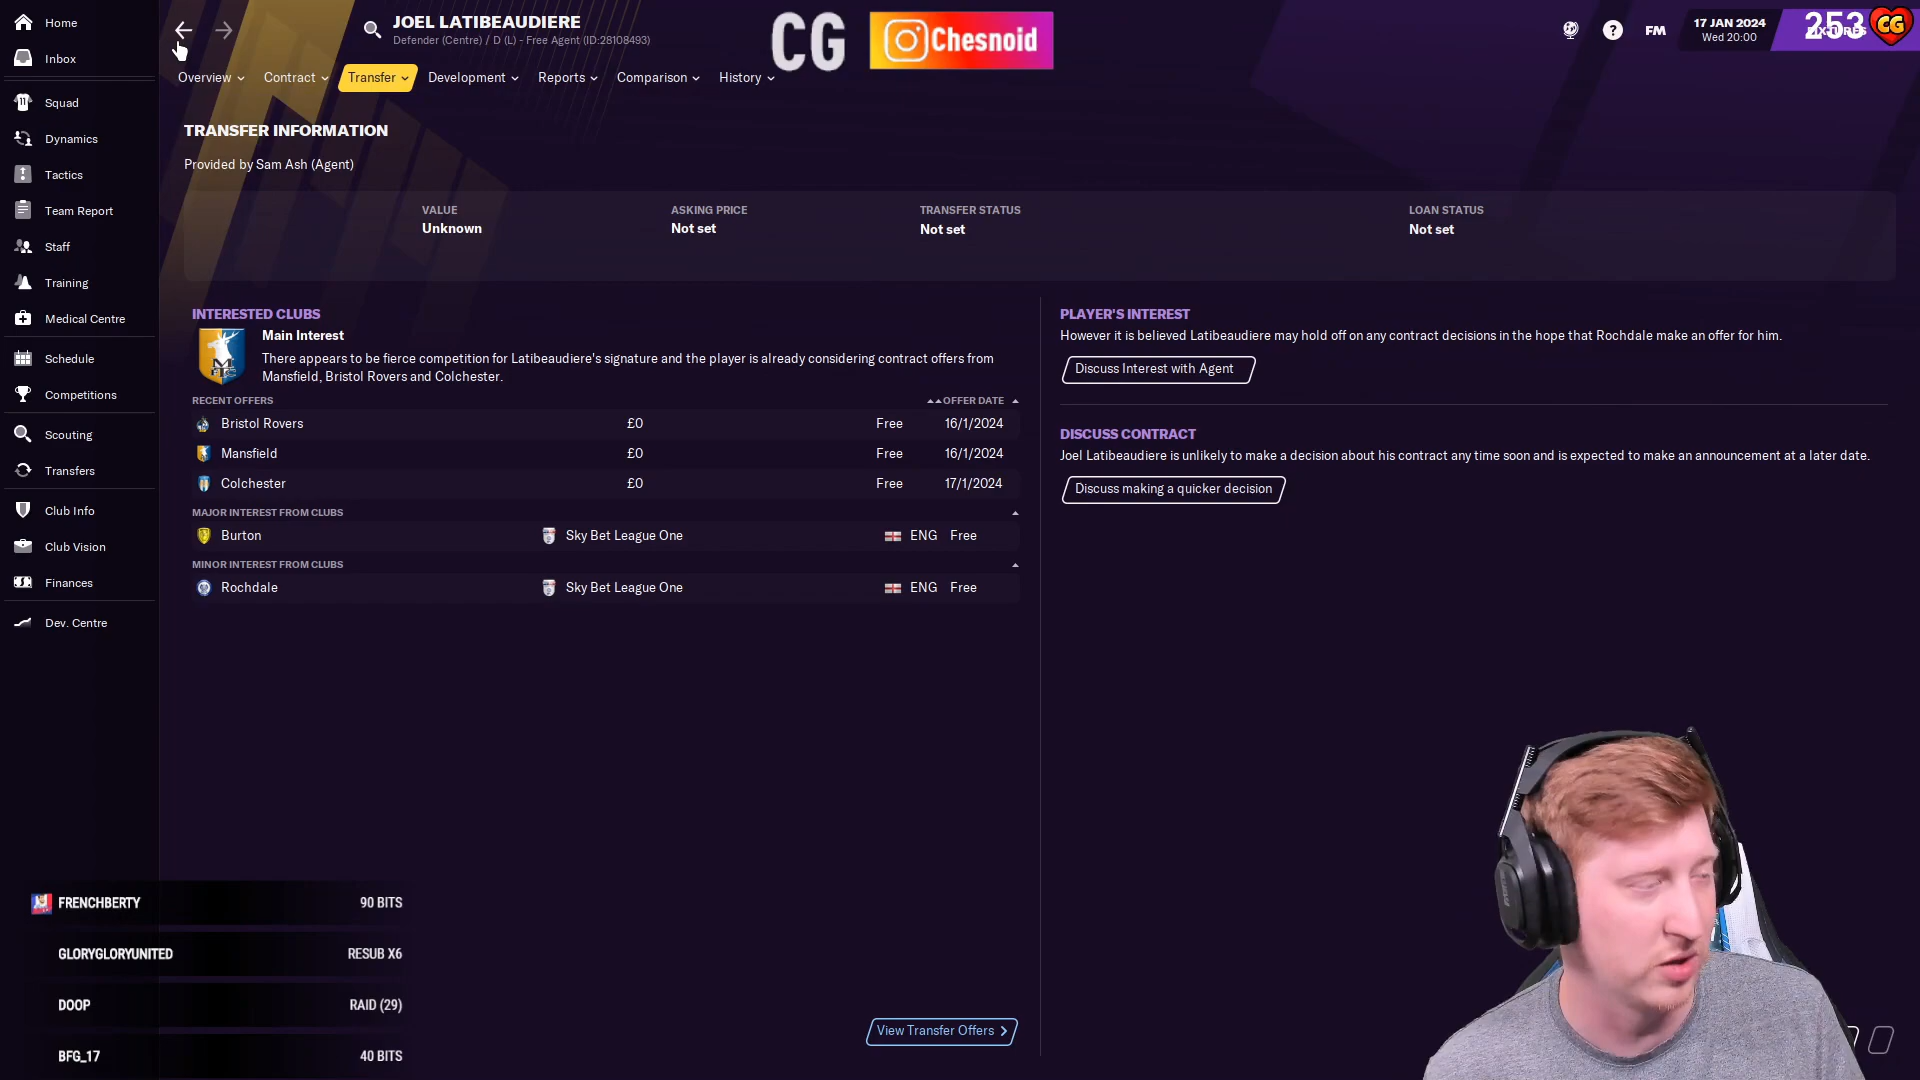 Home
Inbox
Squad
Dynamics
Tactics
Team Report
Staff
Training
Medical Centre
Schedule
Competitions
Scouting
Transfers
Club Info
Club Vision
Finances
Dev. Centre
JOEL LATIBEAUDIERE
Defender (Centre) / D (L) - Free Agent (ID:28108493)
CG
Chesnoid
FM
17 JAN 2024
Wed 20:00
253
CG
Overview
Contract
Transfer
Development
Reports
Comparison
History
TRANSFER INFORMATION
Provided by Sam Ash (Agent)
VALUE
Unknown
ASKING PRICE
Not set
TRANSFER STATUS
Not set
LOAN STATUS
Not set
INTERESTED CLUBS
Main Interest
There appears to be fierce competition for Latibeaudiere's signature and the player is already considering contract offers from
Mansfield, Bristol Rovers and Colchester.
RECENT OFFERS OFFER DATE
Bristol Rovers £0 Free 16/1/2024
Mansfield £0 Free 16/1/2024
Colchester £0 Free 17/1/2024
MAJOR INTEREST FROM CLUBS
Burton Sky Bet League One ENG Free
MINOR INTEREST FROM CLUBS
Rochdale Sky Bet League One ENG Free
View Transfer Offers
PLAYER'S INTEREST
However it is believed Latibeaudiere may hold off on any contract decisions in the hope that Rochdale make an offer for him.
Discuss Interest with Agent
DISCUSS CONTRACT
Joel Latibeaudiere is unlikely to make a decision about his contract any time soon and is expected to make an announcement at a later date.
Discuss making a quicker decision
FRENCHBERTY 90 BITS
GLORYGLORYUNITED RESUB X6
DOOP RAID (29)
BFG_17 40 BITS